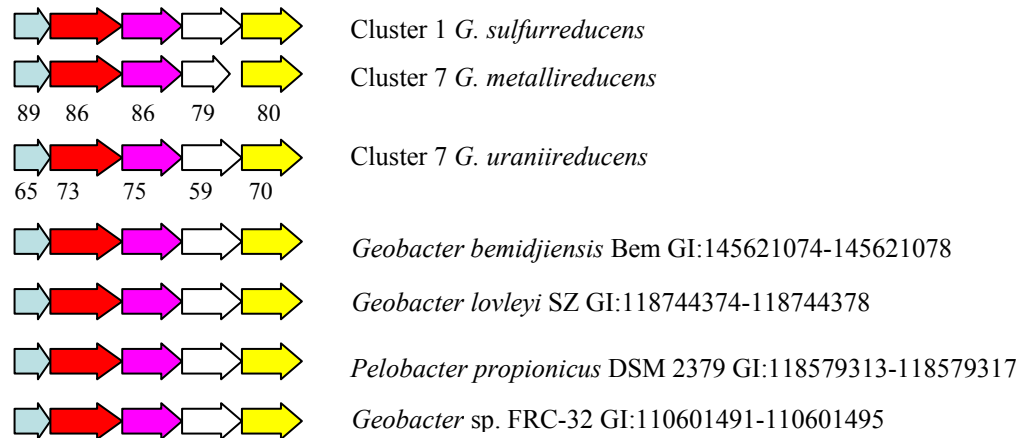 Cluster 1 G. sulfurreducens
Cluster 7 G. metallireducens
89 86 86 79 80
Cluster 7 G. uraniireducens
65 73 75 59 70
Geobacter bemidjiensis Bem GI:145621074-145621078
Geobacter lovleyi SZ GI:118744374-118744378
Pelobacter propionicus DSM 2379 GI:118579313-118579317
Geobacter sp. FRC-32 GI:110601491-110601495